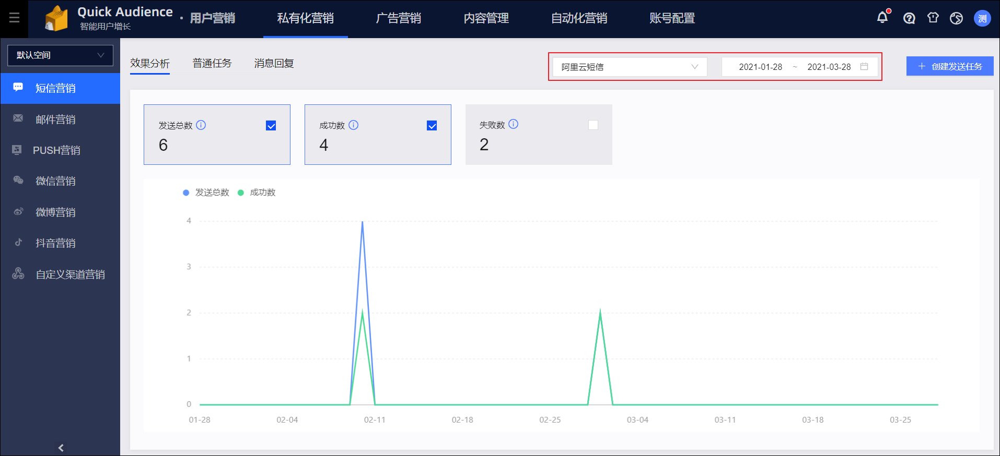 Quick Audience · 用户营销
智能用户增长
私有化营销
广告营销
内容管理
自动化营销
账号配置
测
默认空间
短信营销
邮件营销
PUSH营销
微信营销
微博营销
抖音营销
自定义渠道营销
效果分析
普通任务
消息回复
阿里云短信
2021-01-28 ~ 2021-03-28
创建发送任务
发送总数
6
成功数
4
失败数
2
发送总数
成功数
4
3
2
1
0
01-28
02-04
02-11
02-18
02-25
03-04
03-11
03-18
03-25